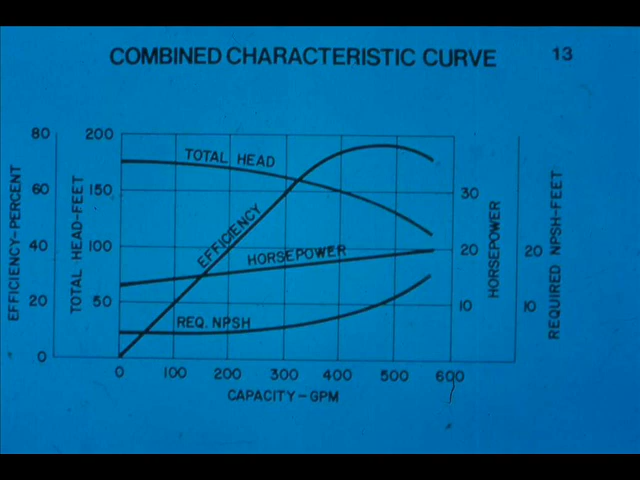 COMBINED CHARACTERISTIC CURVE 13
80 200
60 150 30
40 100 20 20
20 50 10 10
0
EFFICIENCY-PERCENT
TOTAL HEAD-FEET
TOTAL HEAD
EFFICIENCY
HORSEPOWER
REQ. NPSH
HORSEPOWER
REQUIRED NPSH-FEET
0 100 200 300 400 500 600
CAPACITY-GPM